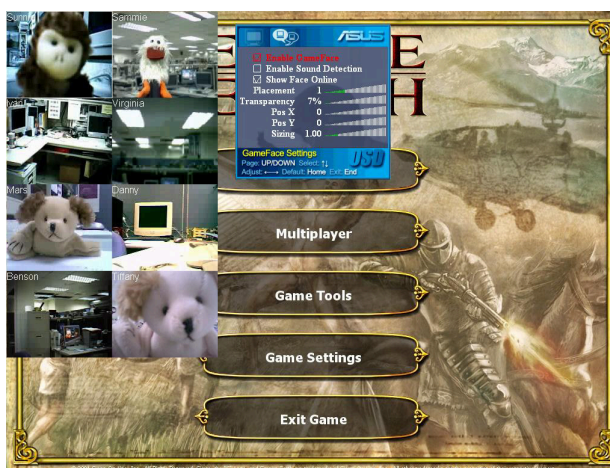 Sunny
Sammie
Ivan
Virginia
Mars
Danny
Benson
Tiffany
ASUS
Enable GameFace
Enable Sound Detection
Show Face Online
Placement 1
Transparency 7%
Pos X 0
Pos Y 0
Sizing 1.00
GameFace Settings
Page: UP/DOWN Select: ↑↓
Adjust: ←→ Default: Home Exit: End
OSD
Multiplayer
Game Tools
Game Settings
Exit Game